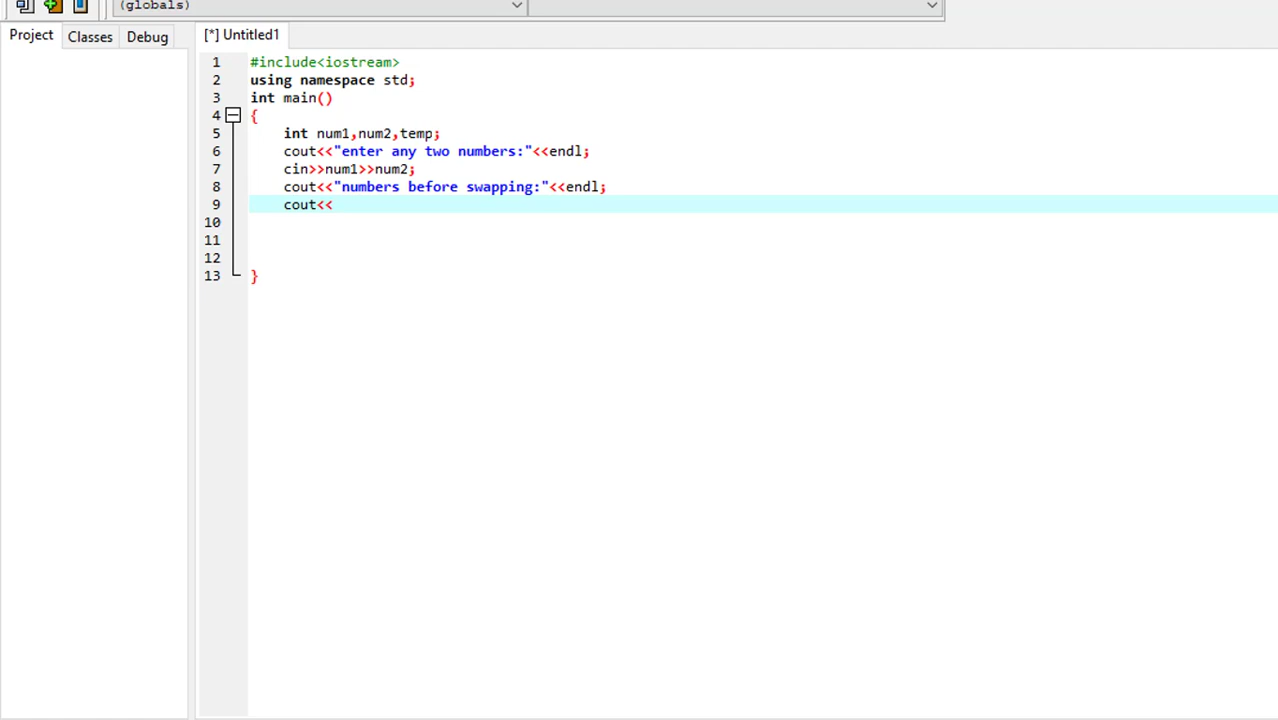 (globals)
Project Classes Debug [*] Untitled1
1 #include<iostream>
2 using namespace std;
3 int main()
4 {
5 int num1,num2,temp;
6 cout<<"enter any two numbers:"<<endl;
7 cin>>num1>>num2;
8 cout<<"numbers before swapping:"<<endl;
9 cout<<
10
11
12
13 }